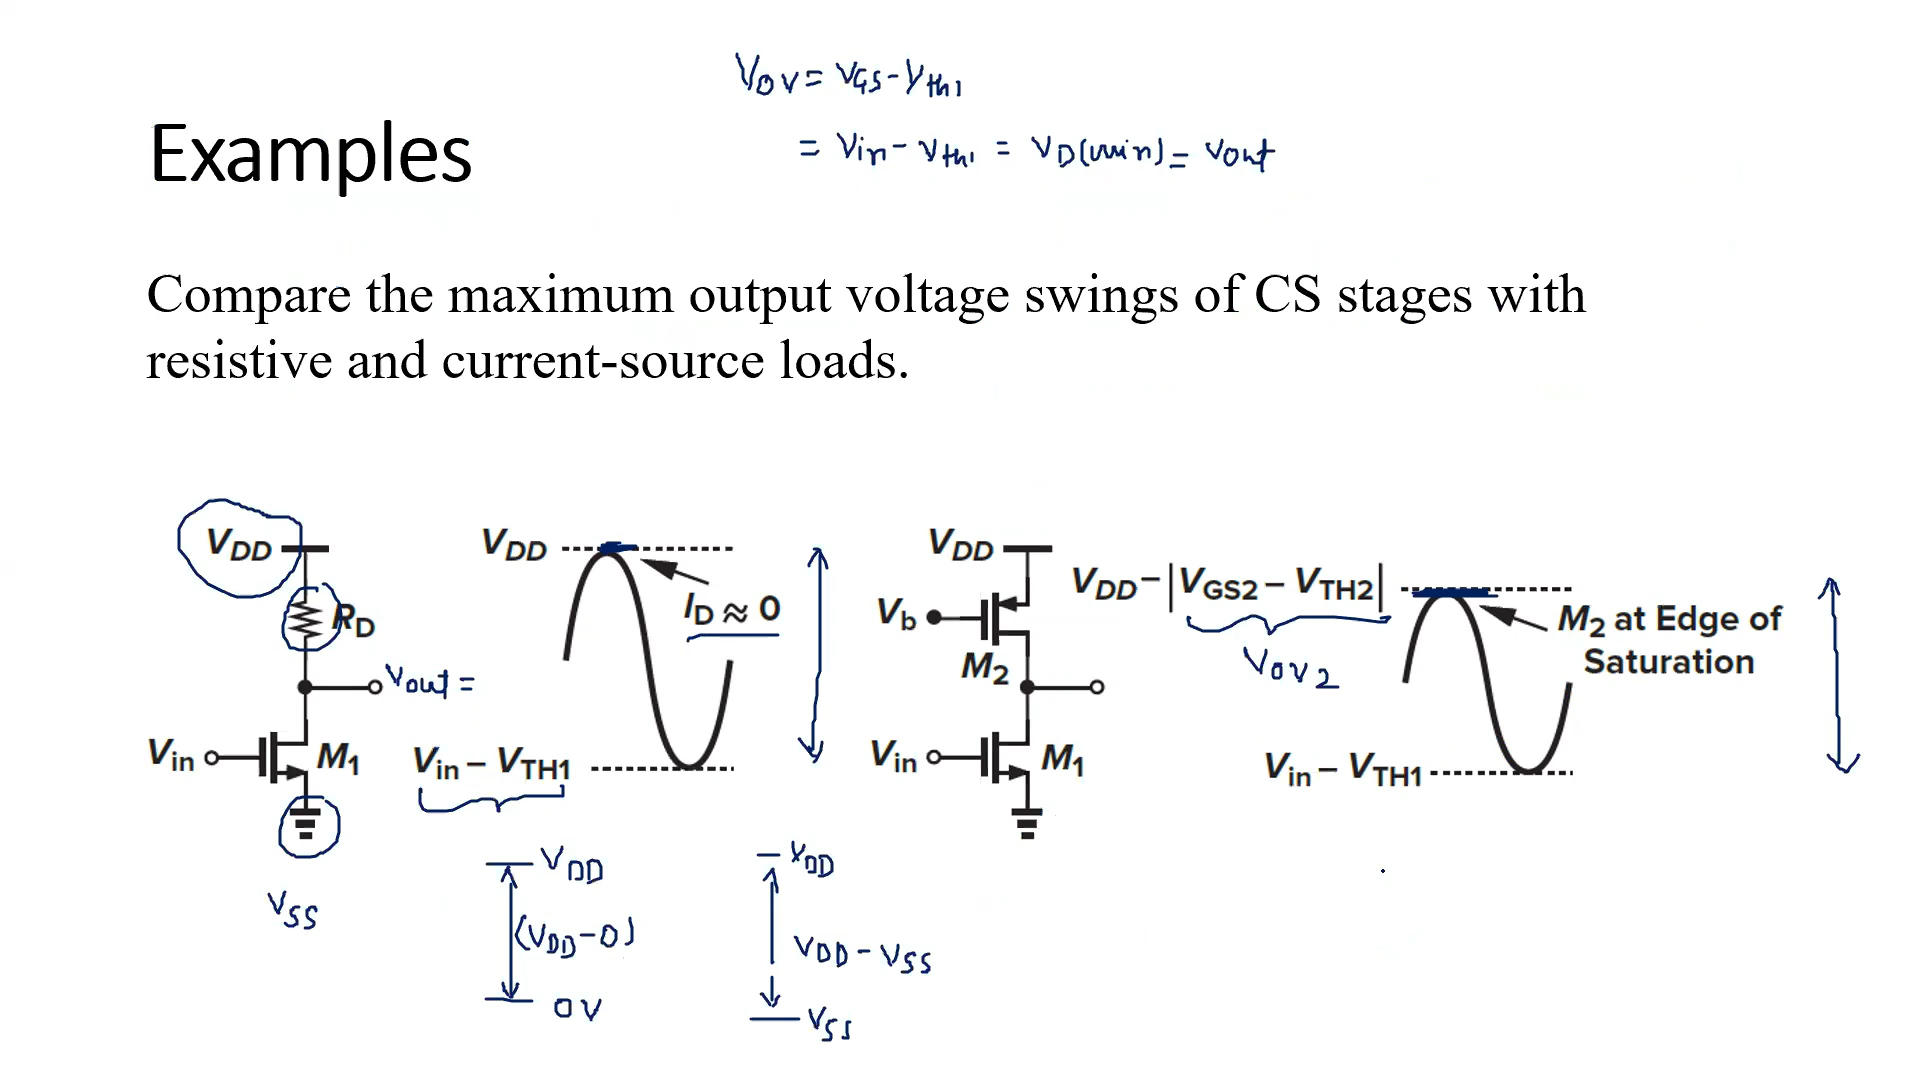 VOV = VGS - Vth1
= Vin - Vth1 = VD(min) = Vout
Examples
Compare the maximum output voltage swings of CS stages with
resistive and current-source loads.
VDD
RD
Vout =
Vin
M1
VSS
VDD
ID ≈ 0
Vin – VTH1
VDD
(VDD - 0)
0V
VDD
VDD - VSS
VSS
VDD
Vb
M2
Vin
M1
VDD – |VGS2 – VTH2|
VOV2
M2 at Edge of
Saturation
Vin – VTH1